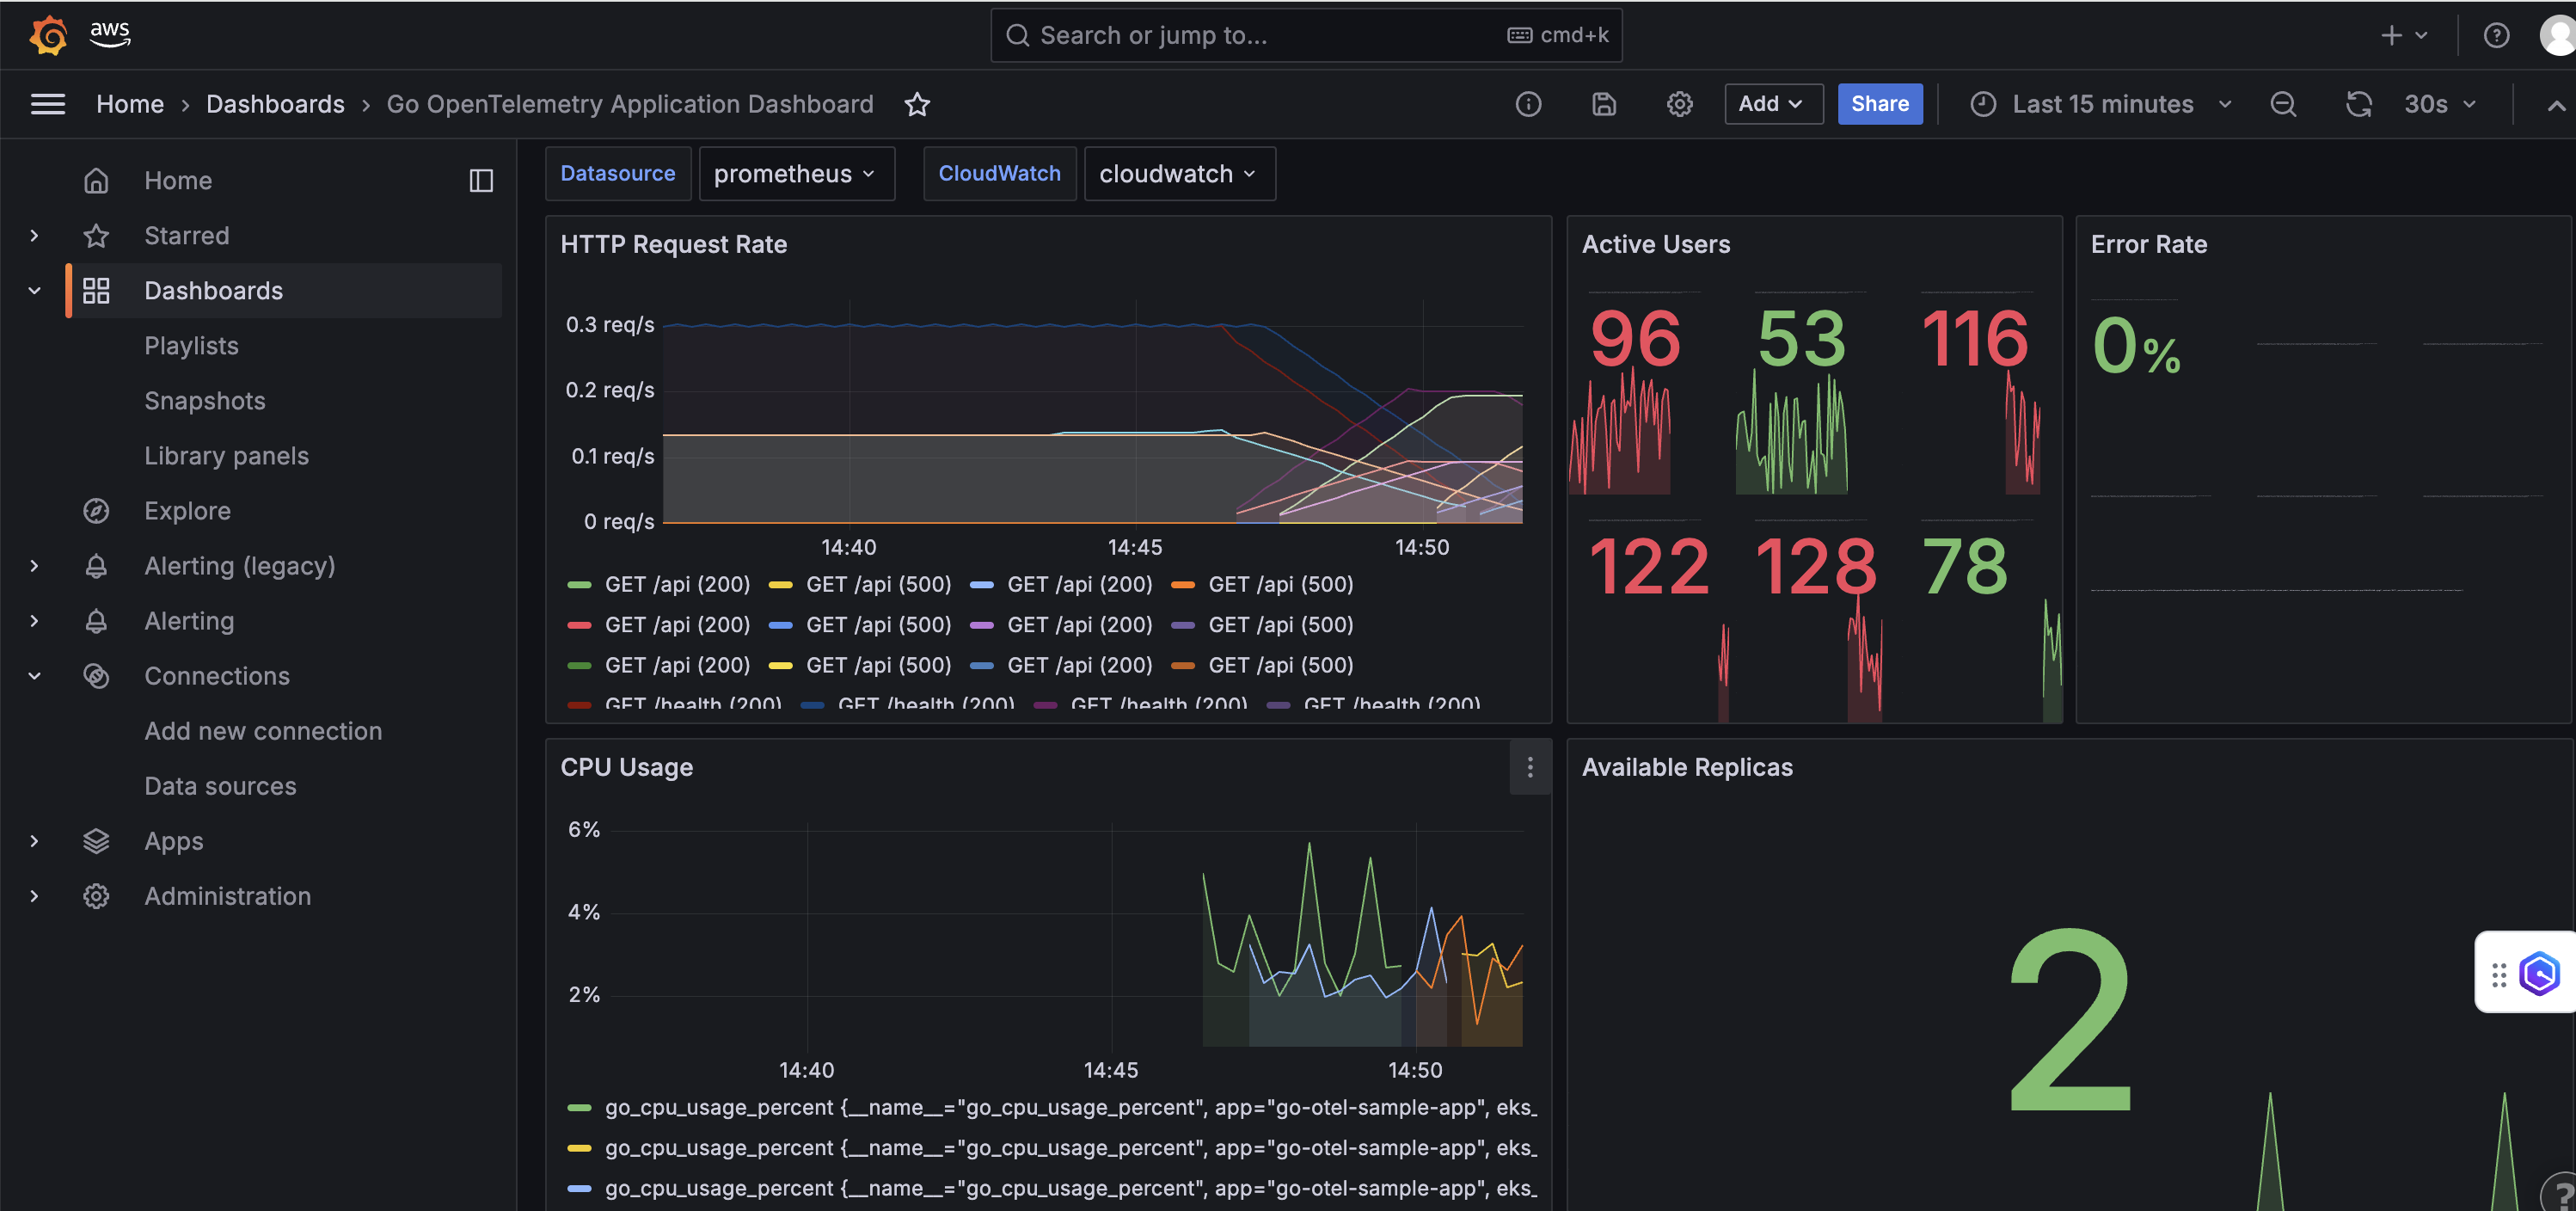 aws
Search or jump to...
cmd+k
Home
Dashboards
Go OpenTelemetry Application Dashboard
Add
Share
Last 15 minutes
30s
Home
Starred
Dashboards
Playlists
Snapshots
Library panels
Explore
Alerting (legacy)
Alerting
Connections
Add new connection
Data sources
Apps
Administration
Datasource
prometheus
CloudWatch
cloudwatch
HTTP Request Rate
0.3 req/s
0.2 req/s
0.1 req/s
0 req/s
14:40 14:45 14:50
GET /api (200) GET /api (500) GET /api (200) GET /api (500)
GET /api (200) GET /api (500) GET /api (200) GET /api (500)
GET /api (200) GET /api (500) GET /api (200) GET /api (500)
GET /health (200) GET /health (200) GET /health (200) GET /health (200)
Active Users
96 53 116
122 128 78
Error Rate
0%
CPU Usage
6%
4%
2%
14:40 14:45 14:50
go_cpu_usage_percent {__name__="go_cpu_usage_percent", app="go-otel-sample-app", eks_
go_cpu_usage_percent {__name__="go_cpu_usage_percent", app="go-otel-sample-app", eks_
go_cpu_usage_percent {__name__="go_cpu_usage_percent", app="go-otel-sample-app", eks_
Available Replicas
2
?